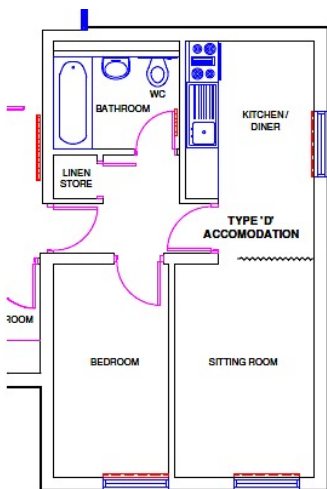 WC
BATHROOM
KITCHEN /
DINER
LINEN
STORE
TYPE 'D'
ACCOMODATION
ROOM
BEDROOM
SITTING ROOM